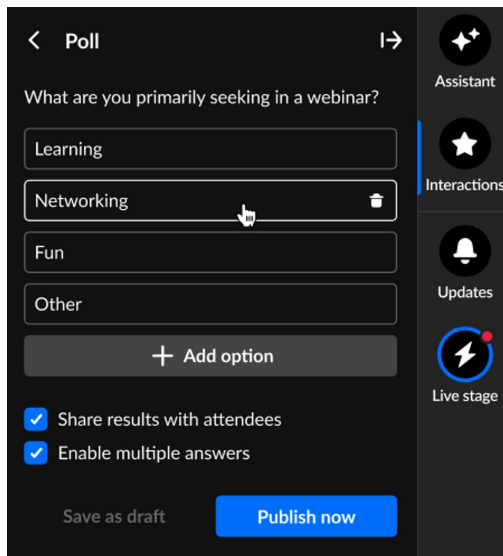 Poll
What are you primarily seeking in a webinar?
Learning
Networking
Fun
Other
Add option
Share results with attendees
Enable multiple answers
Save as draft
Publish now
Assistant
Interactions
Updates
Live stage